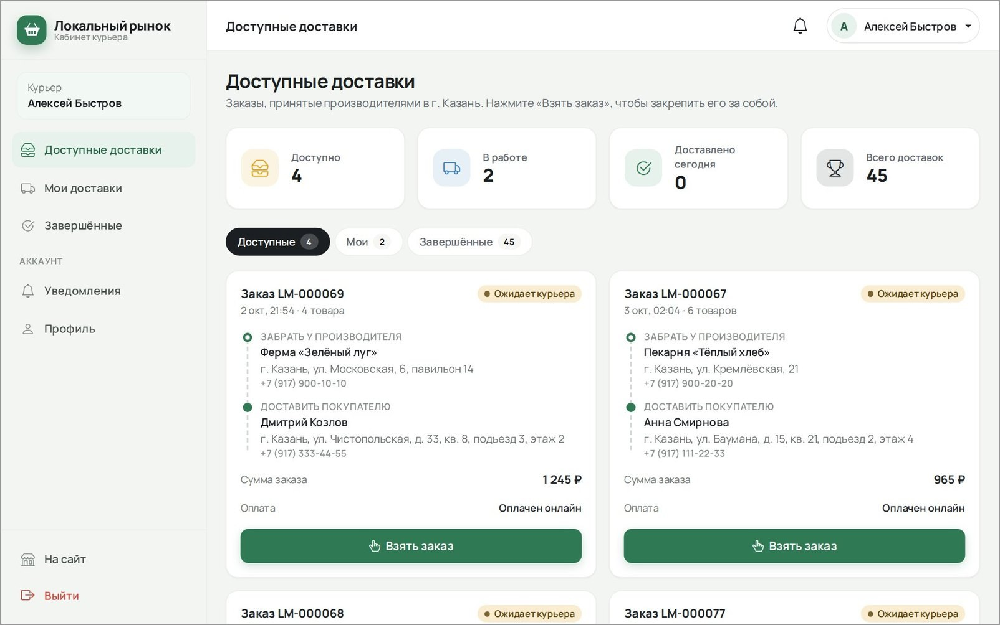 Локальный рынок
Кабинет курьера
Курьер
Алексей Быстров
Доступные доставки
Мои доставки
Завершённые
АККАУНТ
Уведомления
Профиль
На сайт
Выйти
Доступные доставки
А
Алексей Быстров
Доступные доставки
Заказы, принятые производителями в г. Казань. Нажмите «Взять заказ», чтобы закрепить его за собой.
Доступно
4
В работе
2
Доставлено
сегодня
0
Всего доставок
45
Доступные 4
Мои 2
Завершённые 45
Заказ LM-000069
Ожидает курьера
2 окт, 21:54 · 4 товара
ЗАБРАТЬ У ПРОИЗВОДИТЕЛЯ
Ферма «Зелёный луг»
г. Казань, ул. Московская, 6, павильон 14
+7 (917) 900-10-10
ДОСТАВИТЬ ПОКУПАТЕЛЮ
Дмитрий Козлов
г. Казань, ул. Чистопольская, д. 33, кв. 8, подъезд 3, этаж 2
+7 (917) 333-44-55
Сумма заказа 1 245 ₽
Оплата Оплачен онлайн
Взять заказ
Заказ LM-000067
Ожидает курьера
3 окт, 02:04 · 6 товаров
ЗАБРАТЬ У ПРОИЗВОДИТЕЛЯ
Пекарня «Тёплый хлеб»
г. Казань, ул. Кремлёвская, 21
+7 (917) 900-20-20
ДОСТАВИТЬ ПОКУПАТЕЛЮ
Анна Смирнова
г. Казань, ул. Баумана, д. 15, кв. 21, подъезд 2, этаж 4
+7 (917) 111-22-33
Сумма заказа 965 ₽
Оплата Оплачен онлайн
Взять заказ
Заказ LM-000068
Ожидает курьера
Заказ LM-000077
Ожидает курьера